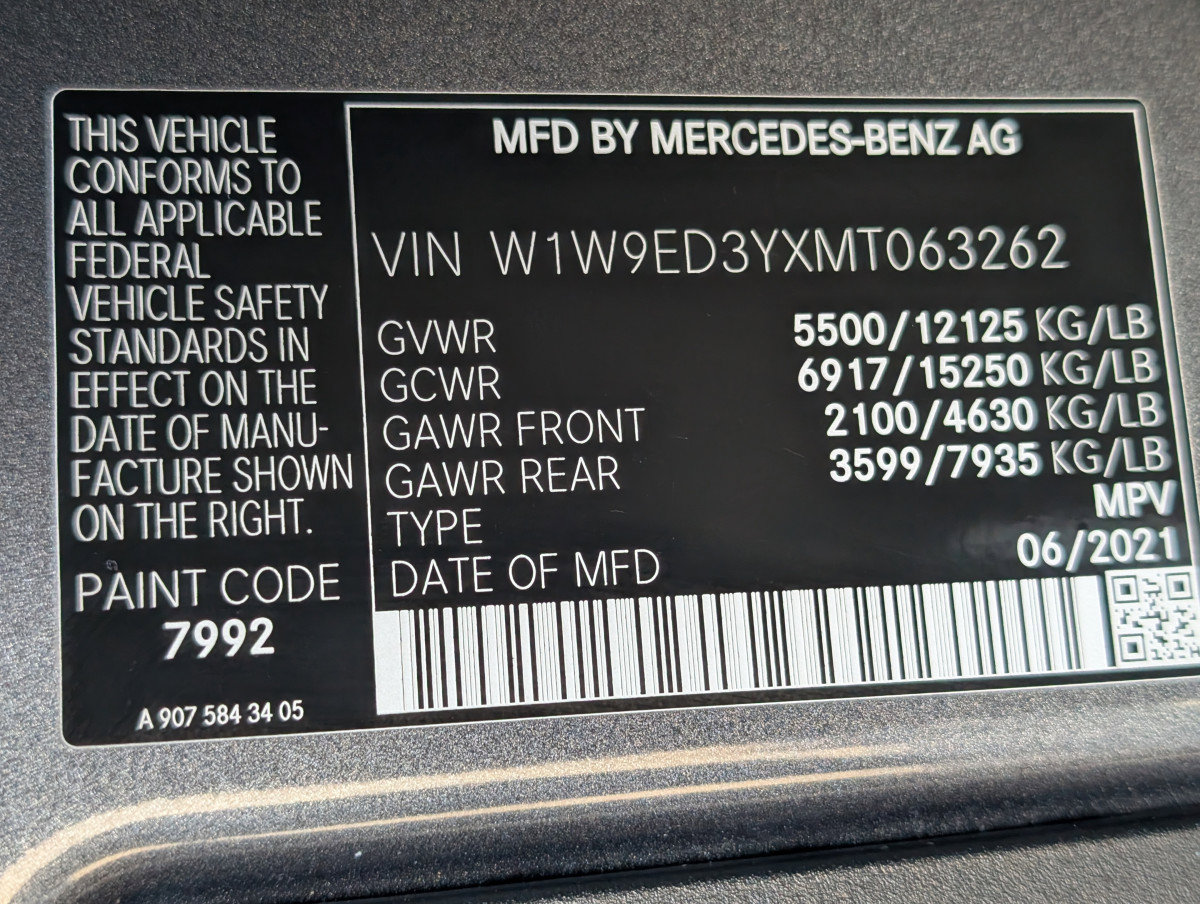 THIS VEHICLE
CONFORMS TO
ALL APPLICABLE
FEDERAL
VEHICLE SAFETY
STANDARDS IN
EFFECT ON THE
DATE OF MANU-
FACTURE SHOWN
ON THE RIGHT.
PAINT CODE
7992
A 907 584 34 05
MFD BY MERCEDES-BENZ AG
VIN W1W9ED3YXMT063262
GVWR 5500/12125 KG/LB
GCWR 6917/15250 KG/LB
GAWR FRONT 2100/4630 KG/LB
GAWR REAR 3599/7935 KG/LB
TYPE MPV
DATE OF MFD 06/2021